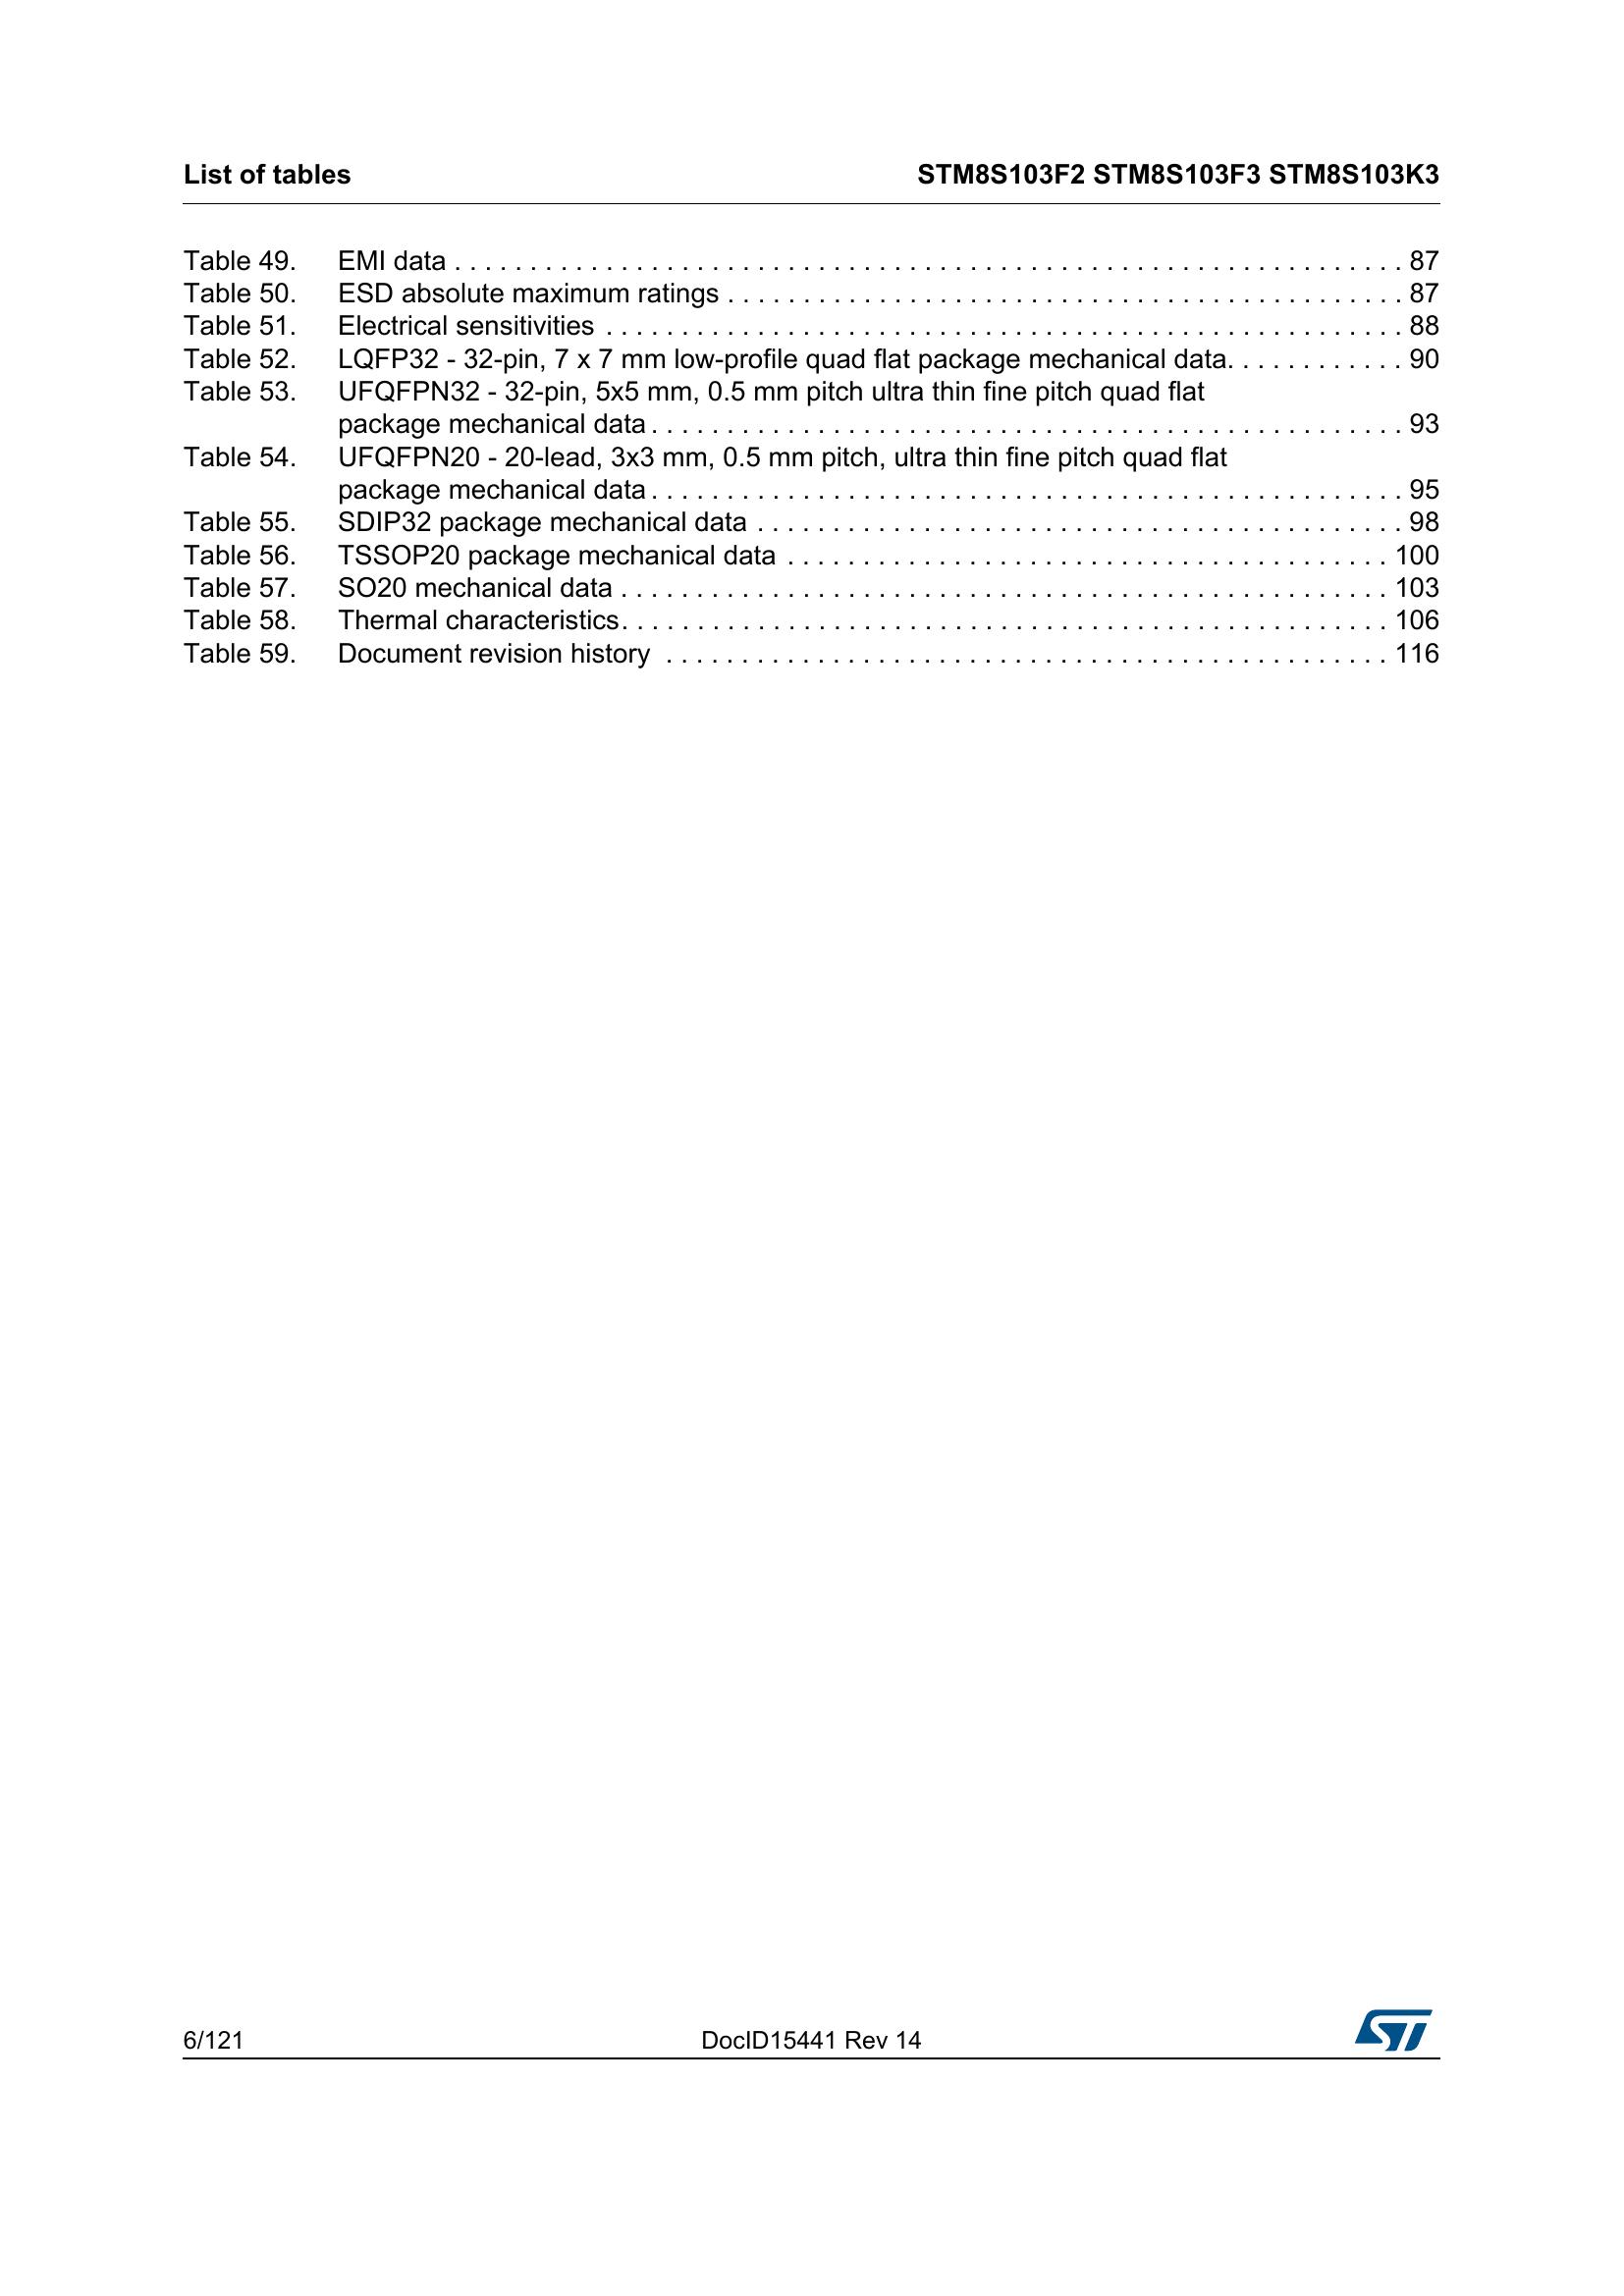 List of tables STM8S103F2 STM8S103F3 STM8S103K3
Table 49. EMI data . . . . . . . . . . . . . . . . . . . . . . . . . . . . . . . . . . . . . . . . . . . . . . . . . . . . . . . . . . . . . . . 87
Table 50. ESD absolute maximum ratings . . . . . . . . . . . . . . . . . . . . . . . . . . . . . . . . . . . . . . . . . . . . . 87
Table 51. Electrical sensitivities . . . . . . . . . . . . . . . . . . . . . . . . . . . . . . . . . . . . . . . . . . . . . . . . . . . . . 88
Table 52. LQFP32 - 32-pin, 7 x 7 mm low-profile quad flat package mechanical data. . . . . . . . . . . . 90
Table 53. UFQFPN32 - 32-pin, 5x5 mm, 0.5 mm pitch ultra thin fine pitch quad flat
package mechanical data . . . . . . . . . . . . . . . . . . . . . . . . . . . . . . . . . . . . . . . . . . . . . . . . . . 93
Table 54. UFQFPN20 - 20-lead, 3x3 mm, 0.5 mm pitch, ultra thin fine pitch quad flat
package mechanical data . . . . . . . . . . . . . . . . . . . . . . . . . . . . . . . . . . . . . . . . . . . . . . . . . . 95
Table 55. SDIP32 package mechanical data . . . . . . . . . . . . . . . . . . . . . . . . . . . . . . . . . . . . . . . . . . . 98
Table 56. TSSOP20 package mechanical data . . . . . . . . . . . . . . . . . . . . . . . . . . . . . . . . . . . . . . . . 100
Table 57. SO20 mechanical data . . . . . . . . . . . . . . . . . . . . . . . . . . . . . . . . . . . . . . . . . . . . . . . . . . . 103
Table 58. Thermal characteristics. . . . . . . . . . . . . . . . . . . . . . . . . . . . . . . . . . . . . . . . . . . . . . . . . . . 106
Table 59. Document revision history . . . . . . . . . . . . . . . . . . . . . . . . . . . . . . . . . . . . . . . . . . . . . . . . 116
6/121 DocID15441 Rev 14 ST